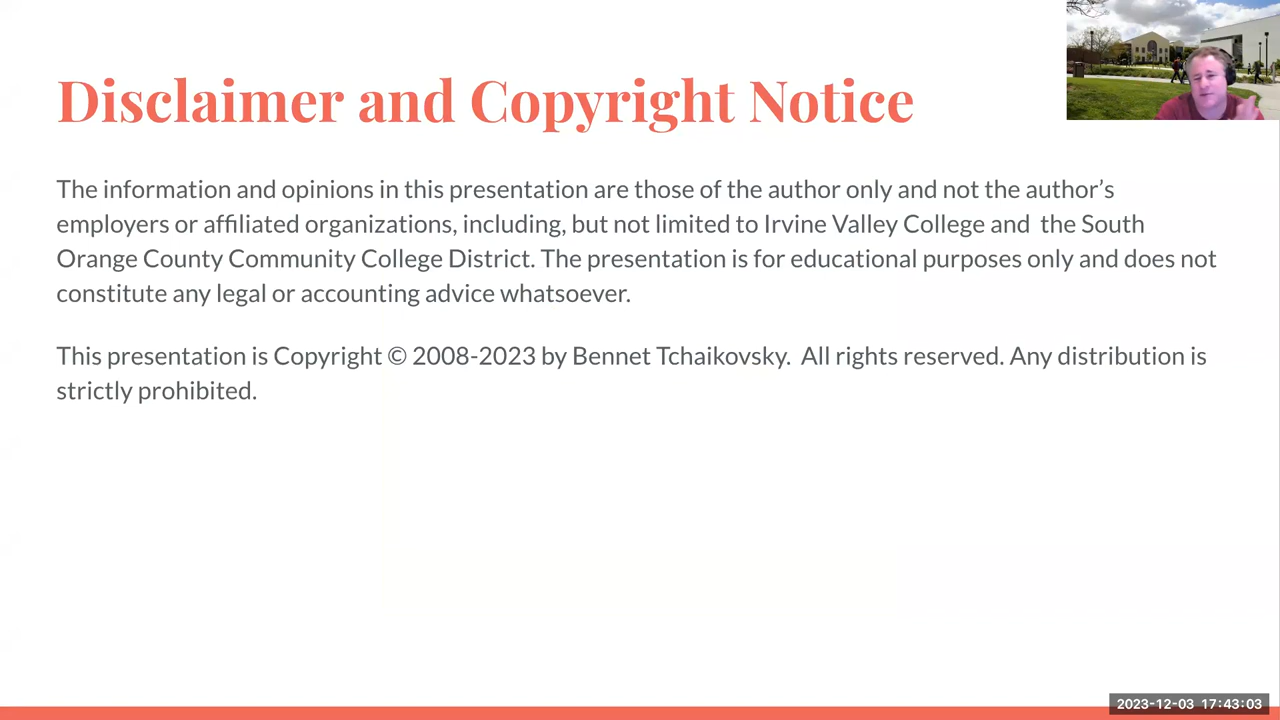 Disclaimer and Copyright Notice
The information and opinions in this presentation are those of the author only and not the author’s
employers or affiliated organizations, including, but not limited to Irvine Valley College and  the South
Orange County Community College District. The presentation is for educational purposes only and does not
constitute any legal or accounting advice whatsoever.
This presentation is Copyright © 2008-2023 by Bennet Tchaikovsky.  All rights reserved. Any distribution is
strictly prohibited.
2023-12-03  17:43:03